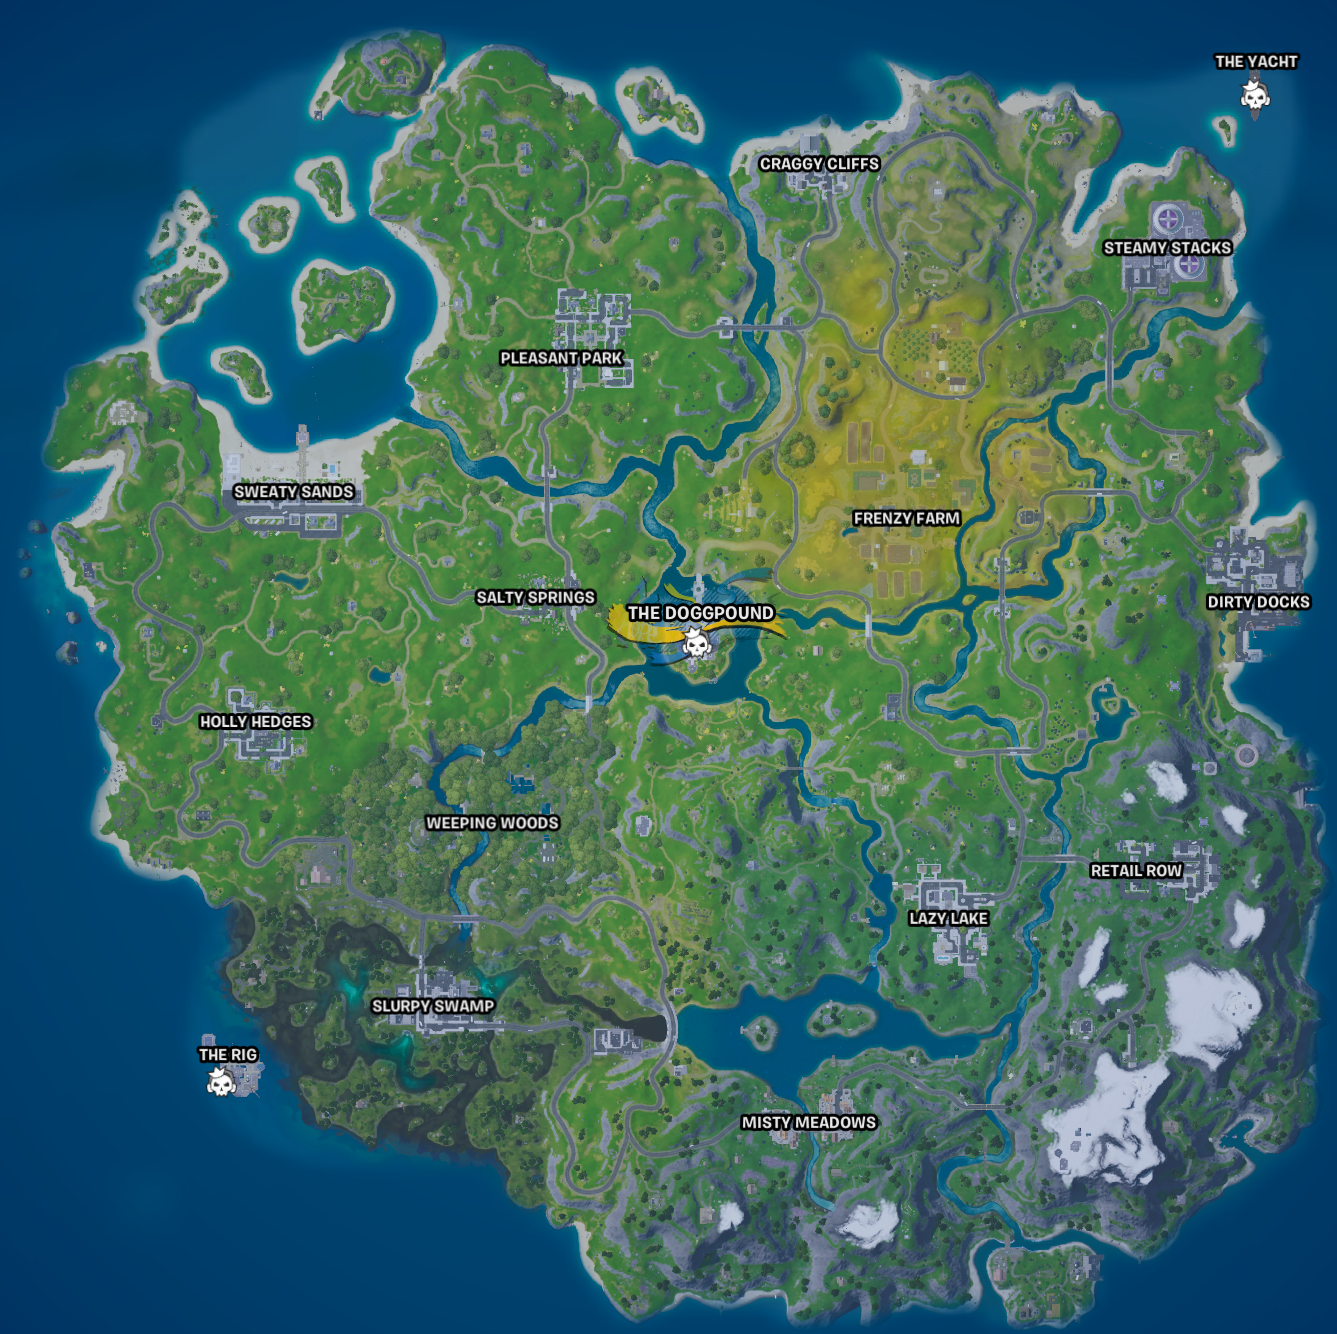 THE YACHT
CRAGGY CLIFFS
STEAMY STACKS
PLEASANT PARK
SWEATY SANDS
FRENZY FARM
SALTY SPRINGS
THE DOGGPOUND
DIRTY DOCKS
HOLLY HEDGES
WEEPING WOODS
RETAIL ROW
LAZY LAKE
SLURPY SWAMP
THE RIG
MISTY MEADOWS